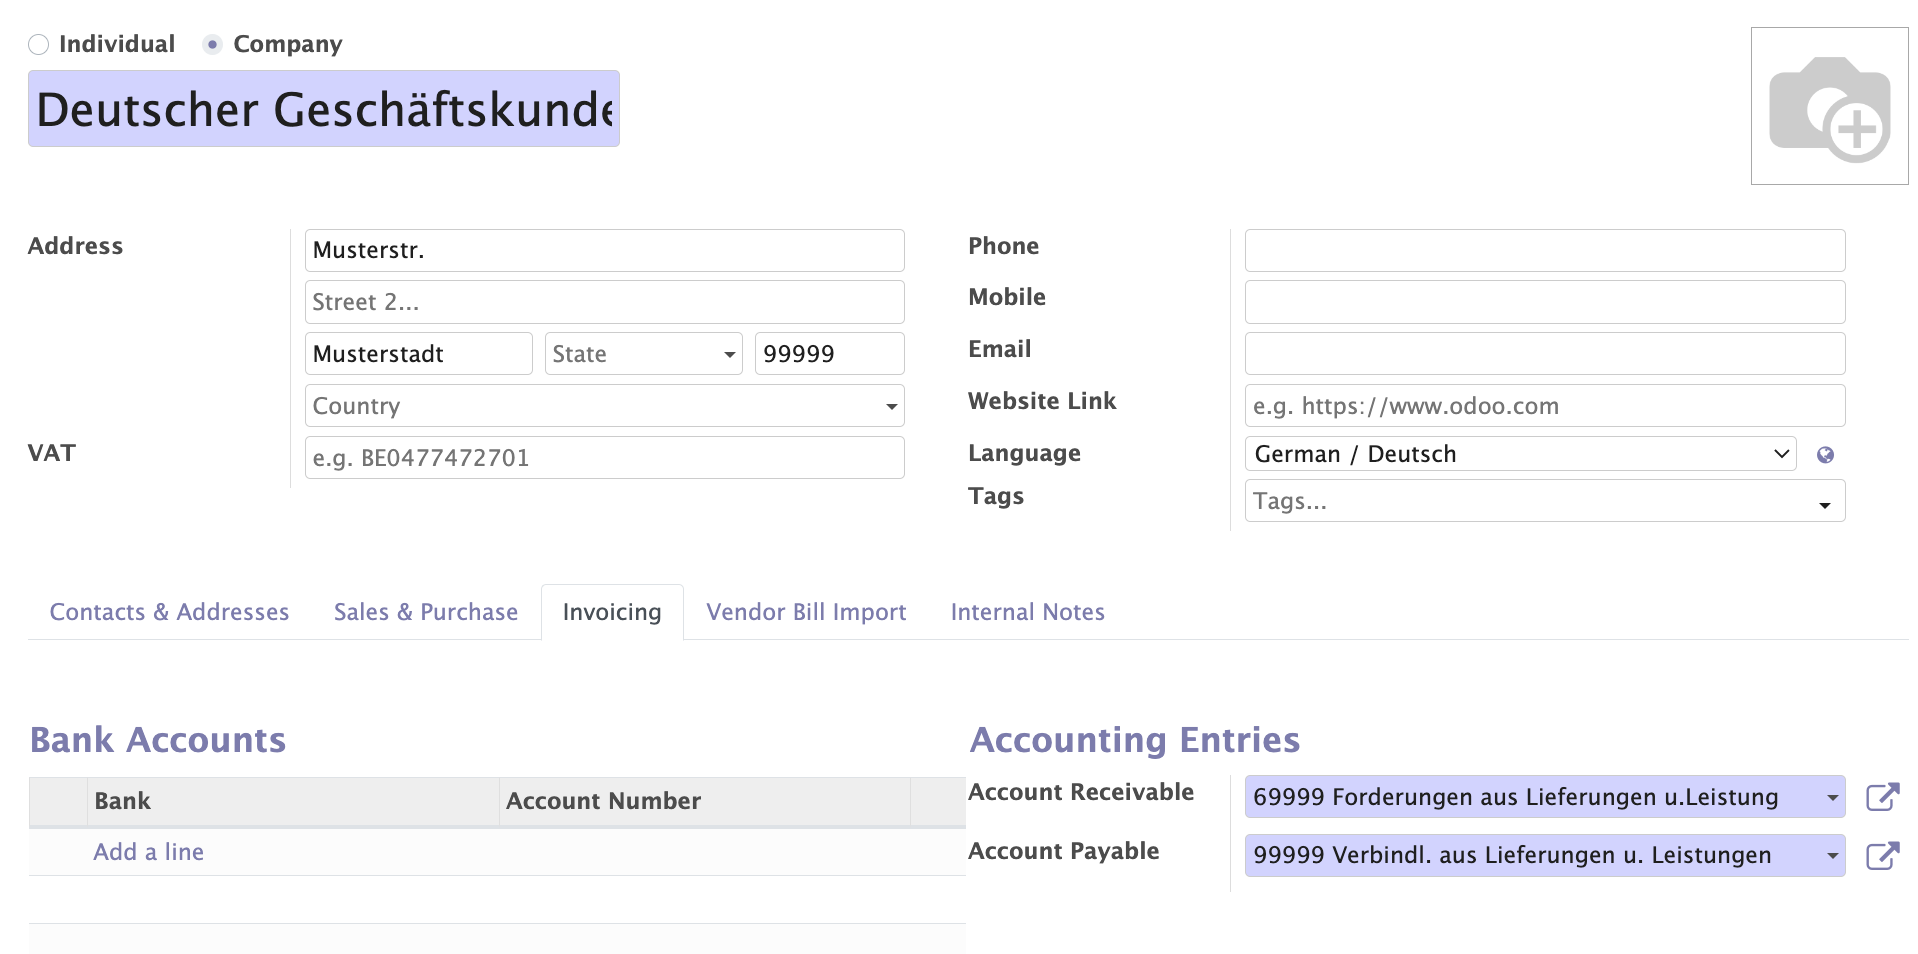 Individual Company
Deutscher Geschäftskunde
Address
Musterstr.
Street 2...
Musterstadt State 99999
Country
VAT
e.g. BE0477472701
Phone
Mobile
Email
Website Link
e.g. https://www.odoo.com
Language
German / Deutsch
Tags
Tags...
Contacts & Addresses Sales & Purchase Invoicing Vendor Bill Import Internal Notes
Bank Accounts
Bank Account Number
Add a line
Accounting Entries
Account Receivable
69999 Forderungen aus Lieferungen u.Leistung
Account Payable
99999 Verbindl. aus Lieferungen u. Leistungen